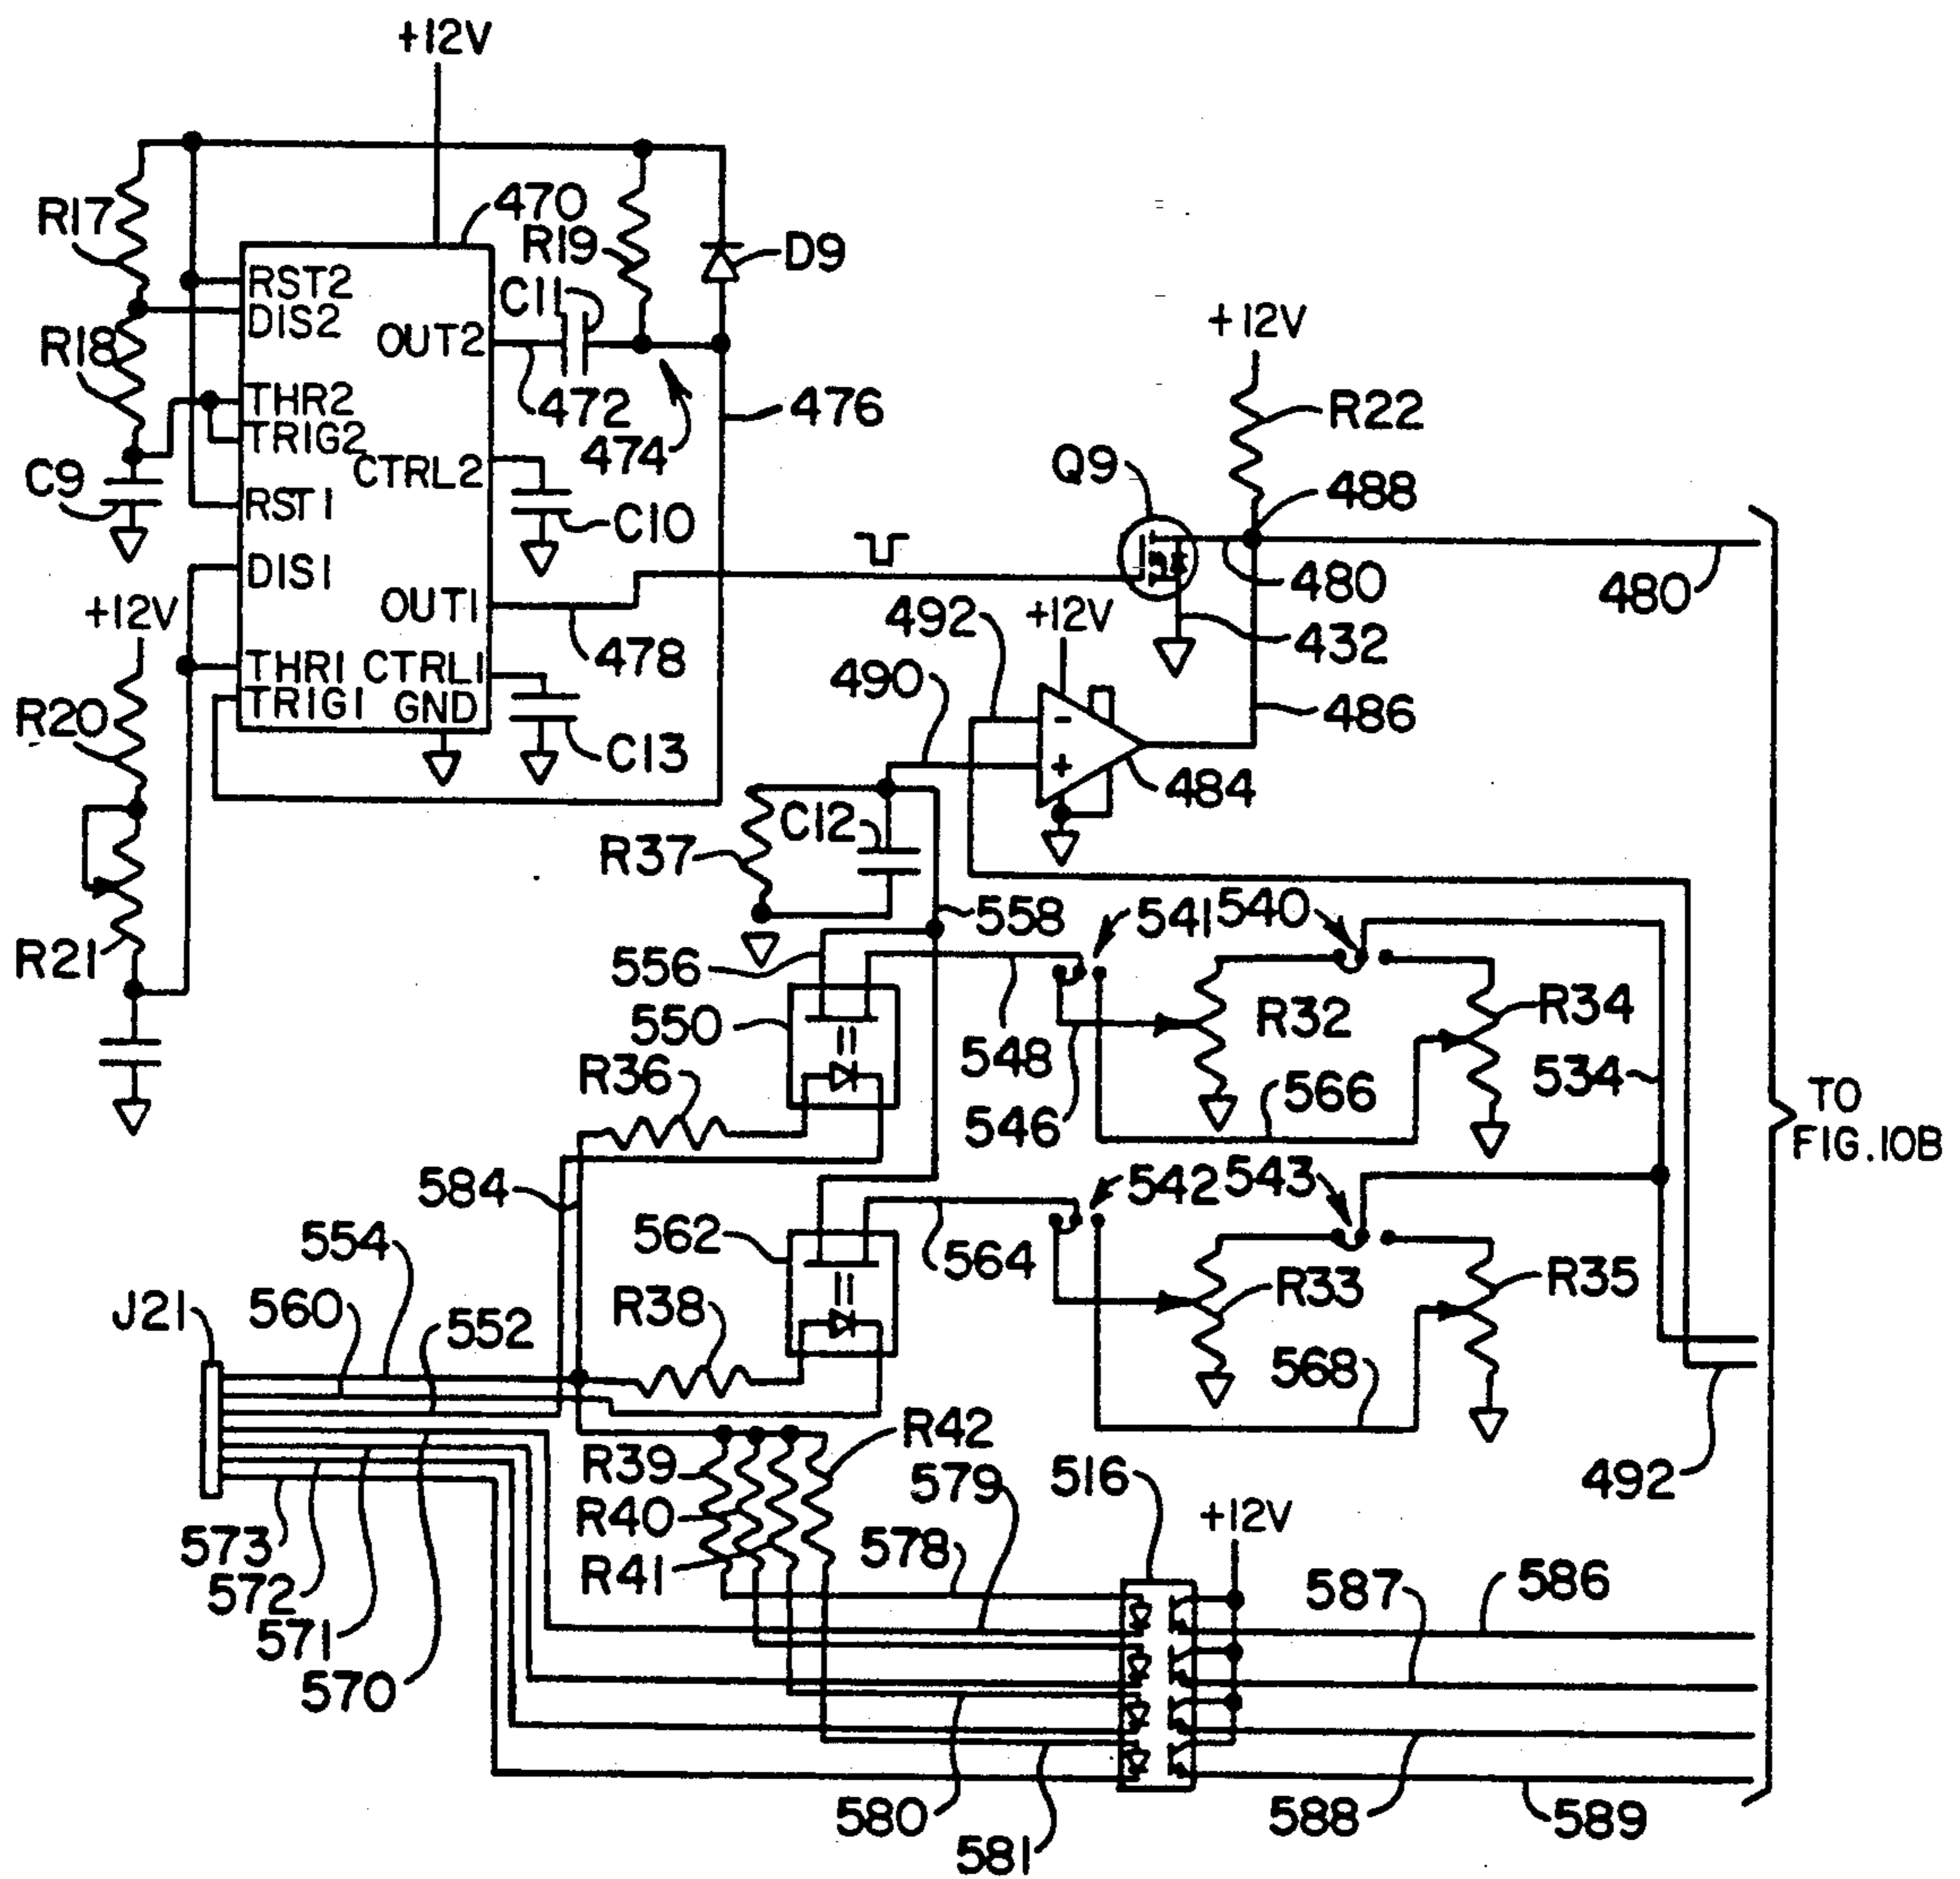 +12V
R17
470
R19
D9
RST2
DIS2
C11
OUT2
R18
+12V
THR2
472
476
R22
TRIG2
474
CTRL2
Q9
C9
488
RST1
C10
DIS1
480
480
+12V
OUT1
492
+12V
432
478
THR1
CTRL1
490
TRIG1
GND
486
R20
C13
484
C12
R37
558
541
540
R21
556
550
R32
R34
548
R36
534
566
546
TO
FIG.10B
584
542
543
562
554
564
R33
R35
J21
560
552
R38
568
R42
R39
579
516
492
R40
+12V
573
578
R41
587
586
572
571
570
580
588
589
581